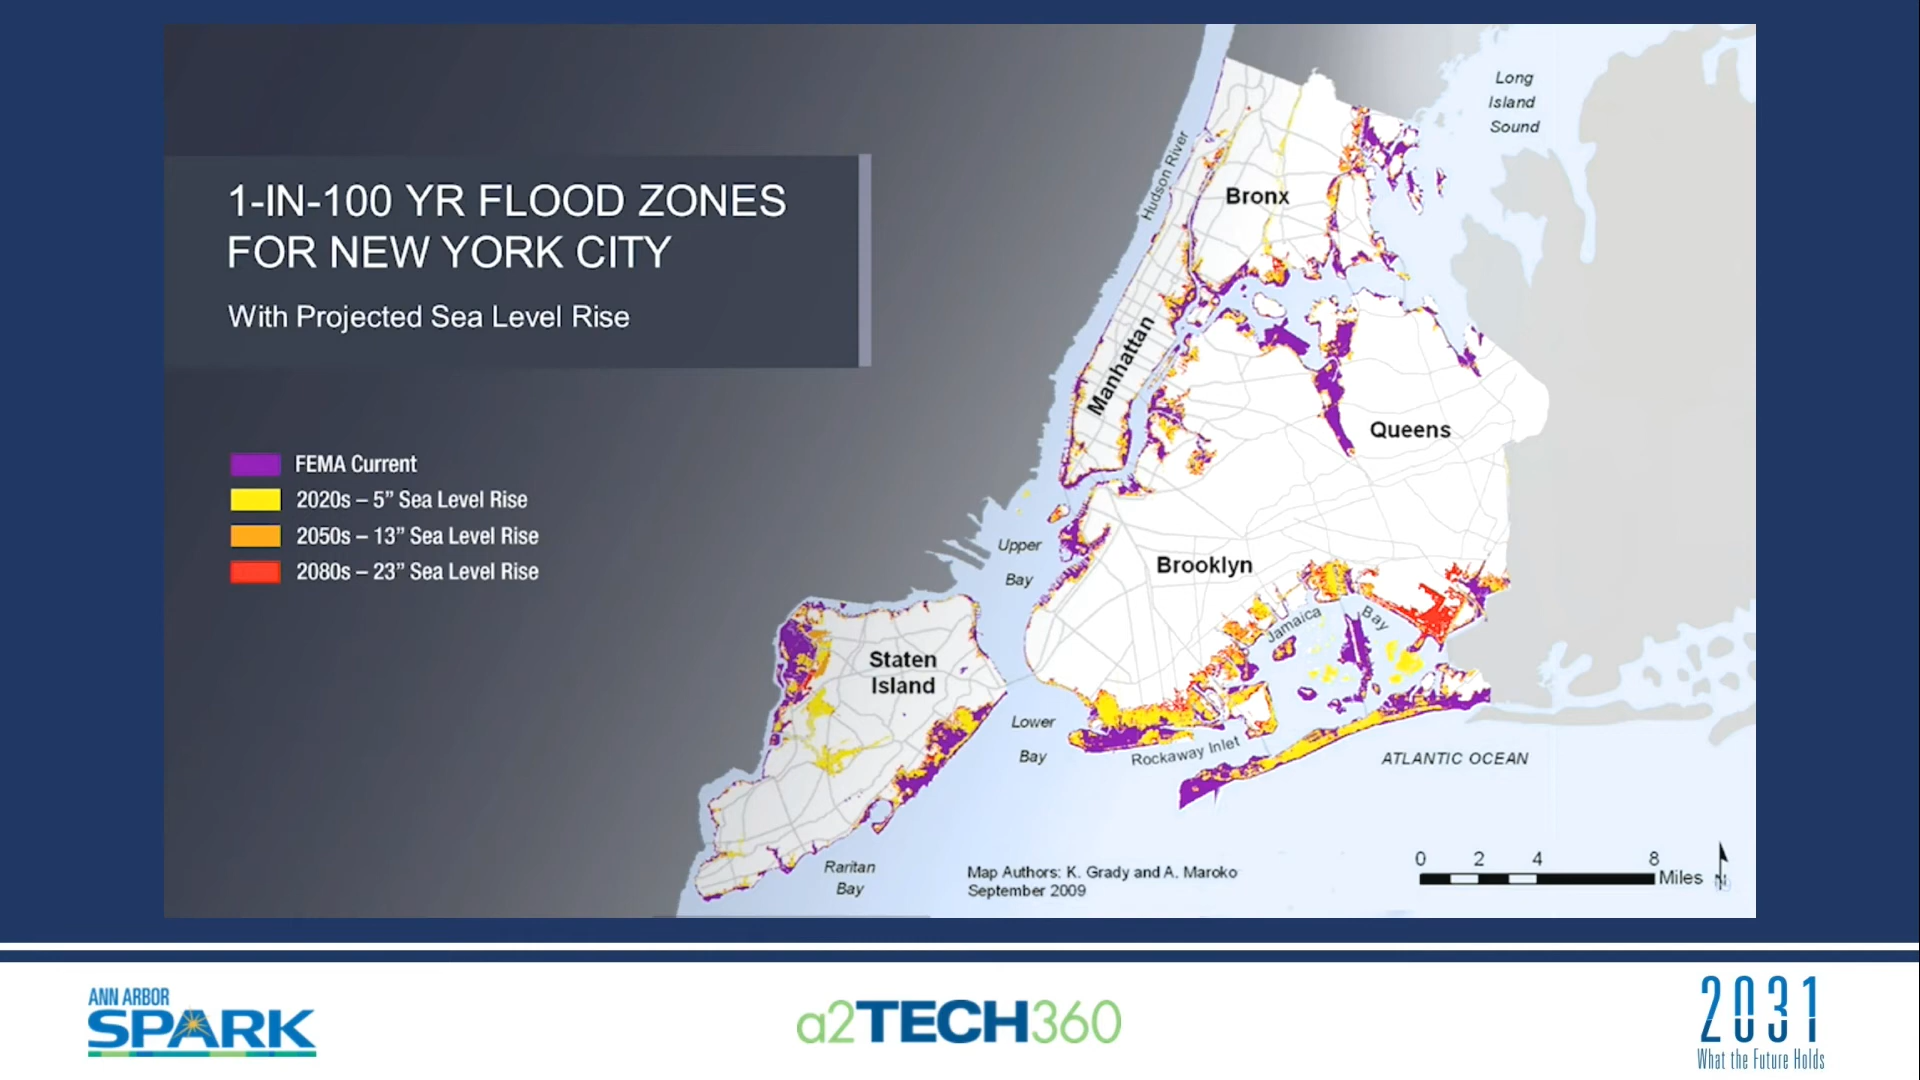 1-IN-100 YR FLOOD ZONES
FOR NEW YORK CITY
With Projected Sea Level Rise
FEMA Current
2020s – 5” Sea Level Rise
2050s – 13” Sea Level Rise
2080s – 23” Sea Level Rise
Long
Island
Sound
Hudson River
Bronx
Manhattan
Queens
Upper
Bay
Brooklyn
Jamaica
Bay
Staten
Island
Lower
Bay
Rockaway Inlet
ATLANTIC OCEAN
Raritan
Bay
Map Authors: K. Grady and A. Maroko
September 2009
0 2 4 8
Miles
N
ANN ARBOR
SPARK
a2TECH360
2031
What the Future Holds